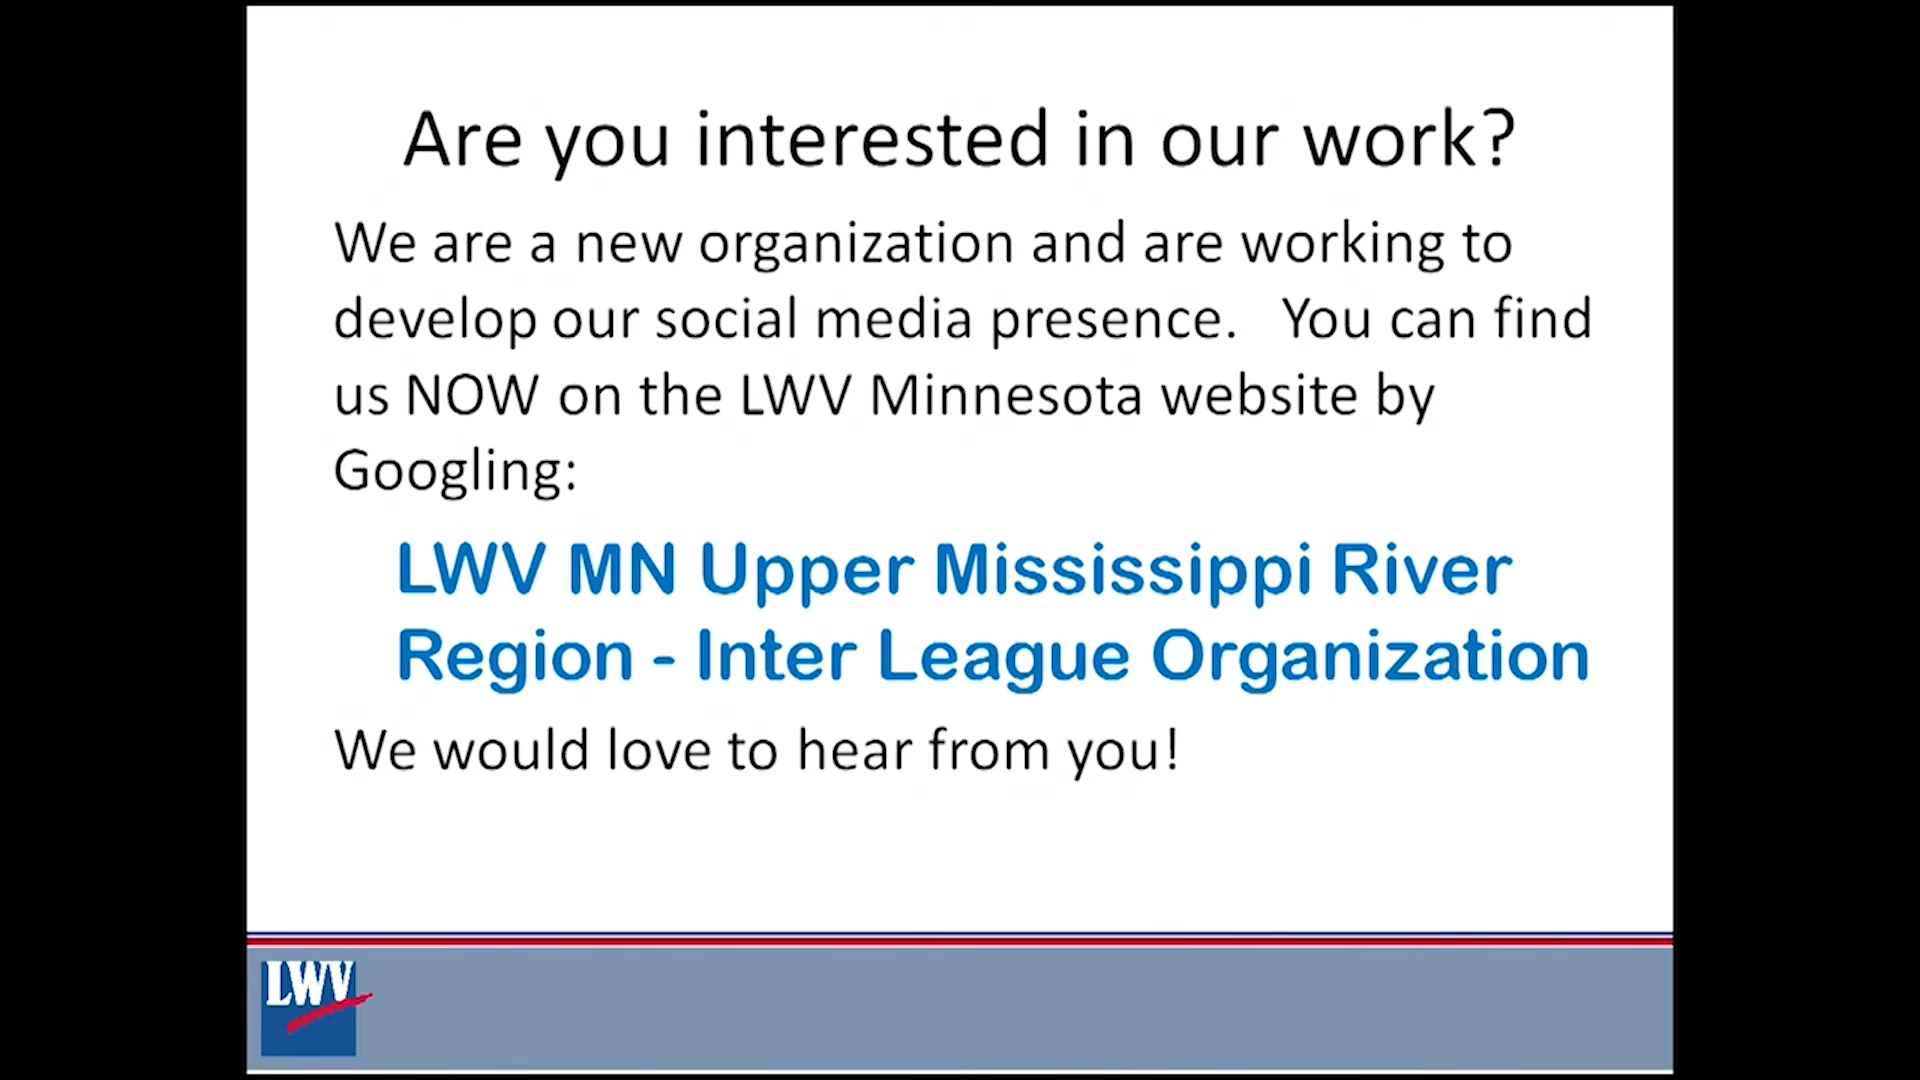 Are you interested in our work?
We are a new organization and are working to
develop our social media presence.   You can find
us NOW on the LWV Minnesota website by
Googling:
LWV MN Upper Mississippi River
Region - Inter League Organization
We would love to hear from you!
LWV